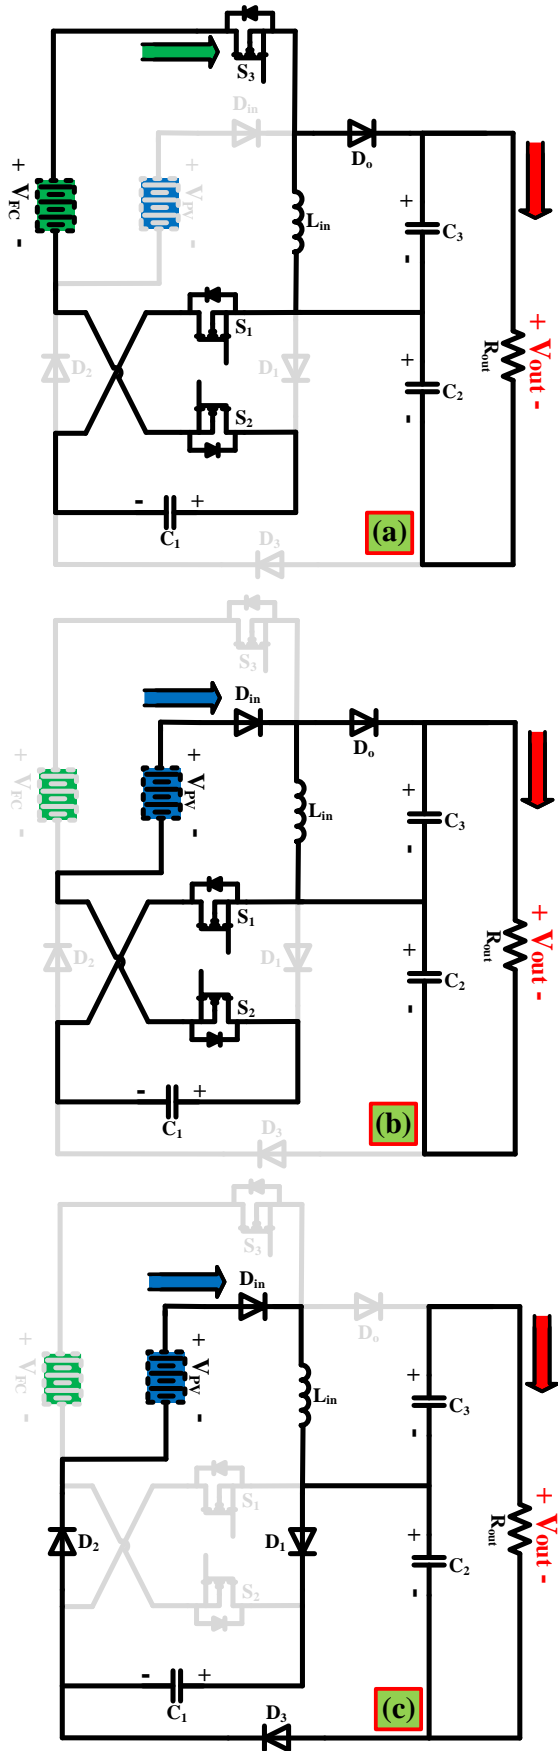 S3
Din
Do
+ VFC -
+ VPV -
Lin
+ C3 -
S1
D2
D1
S2
+ C2 -
Rout
+ Vout -
- C1 +
(a)
D3
S3
Din
Do
+ VFC -
+ VPV -
Lin
+ C3 -
S1
D2
D1
S2
+ C2 -
Rout
+ Vout -
- C1 +
(b)
D3
S3
Din
Do
+ VFC -
+ VPV -
Lin
+ C3 -
S1
D2
D1
S2
+ C2 -
Rout
+ Vout -
- C1 +
(c)
D3